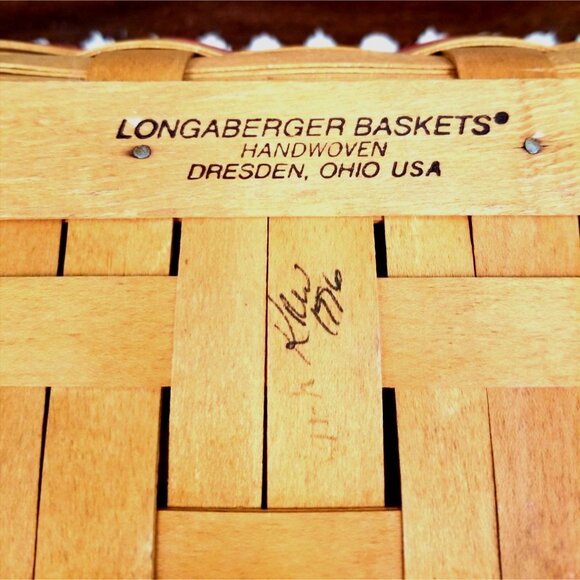 LONGABERGER BASKETS®
HANDWOVEN
DRESDEN, OHIO USA
1996